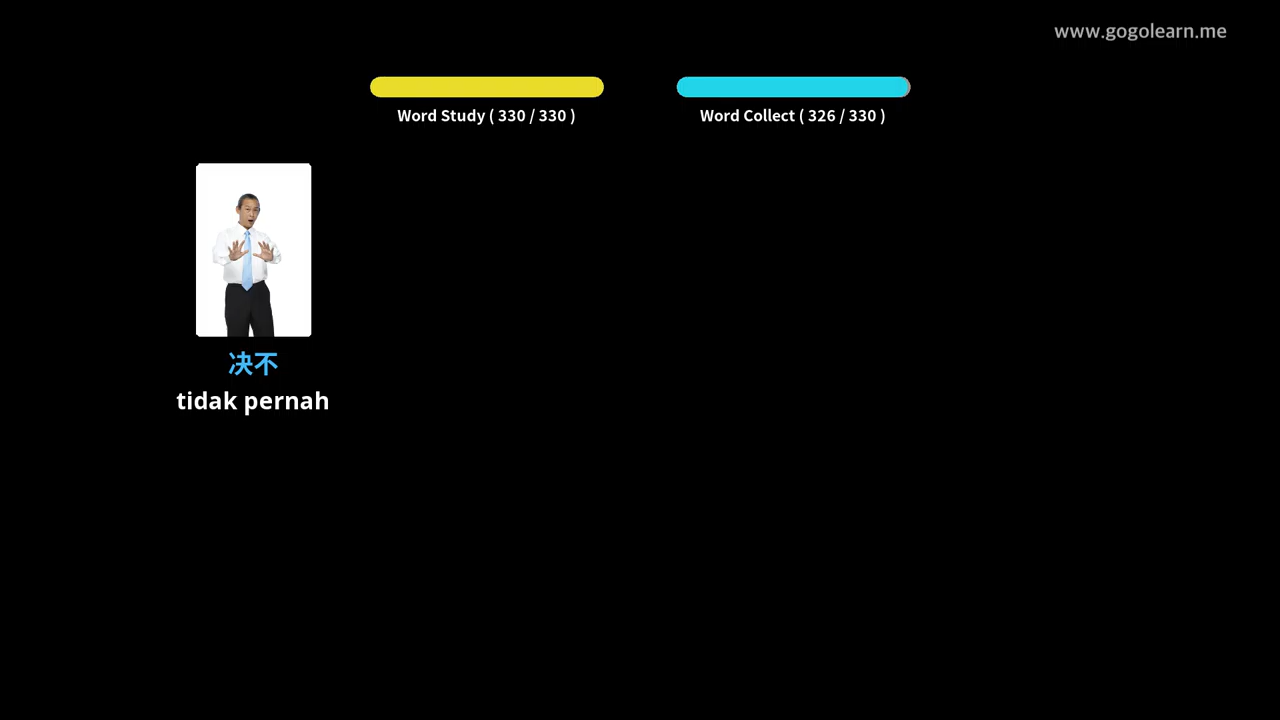 www.gogolearn.me
Word Study ( 330 / 330 )
Word Collect ( 326 / 330 )
决不
tidak pernah